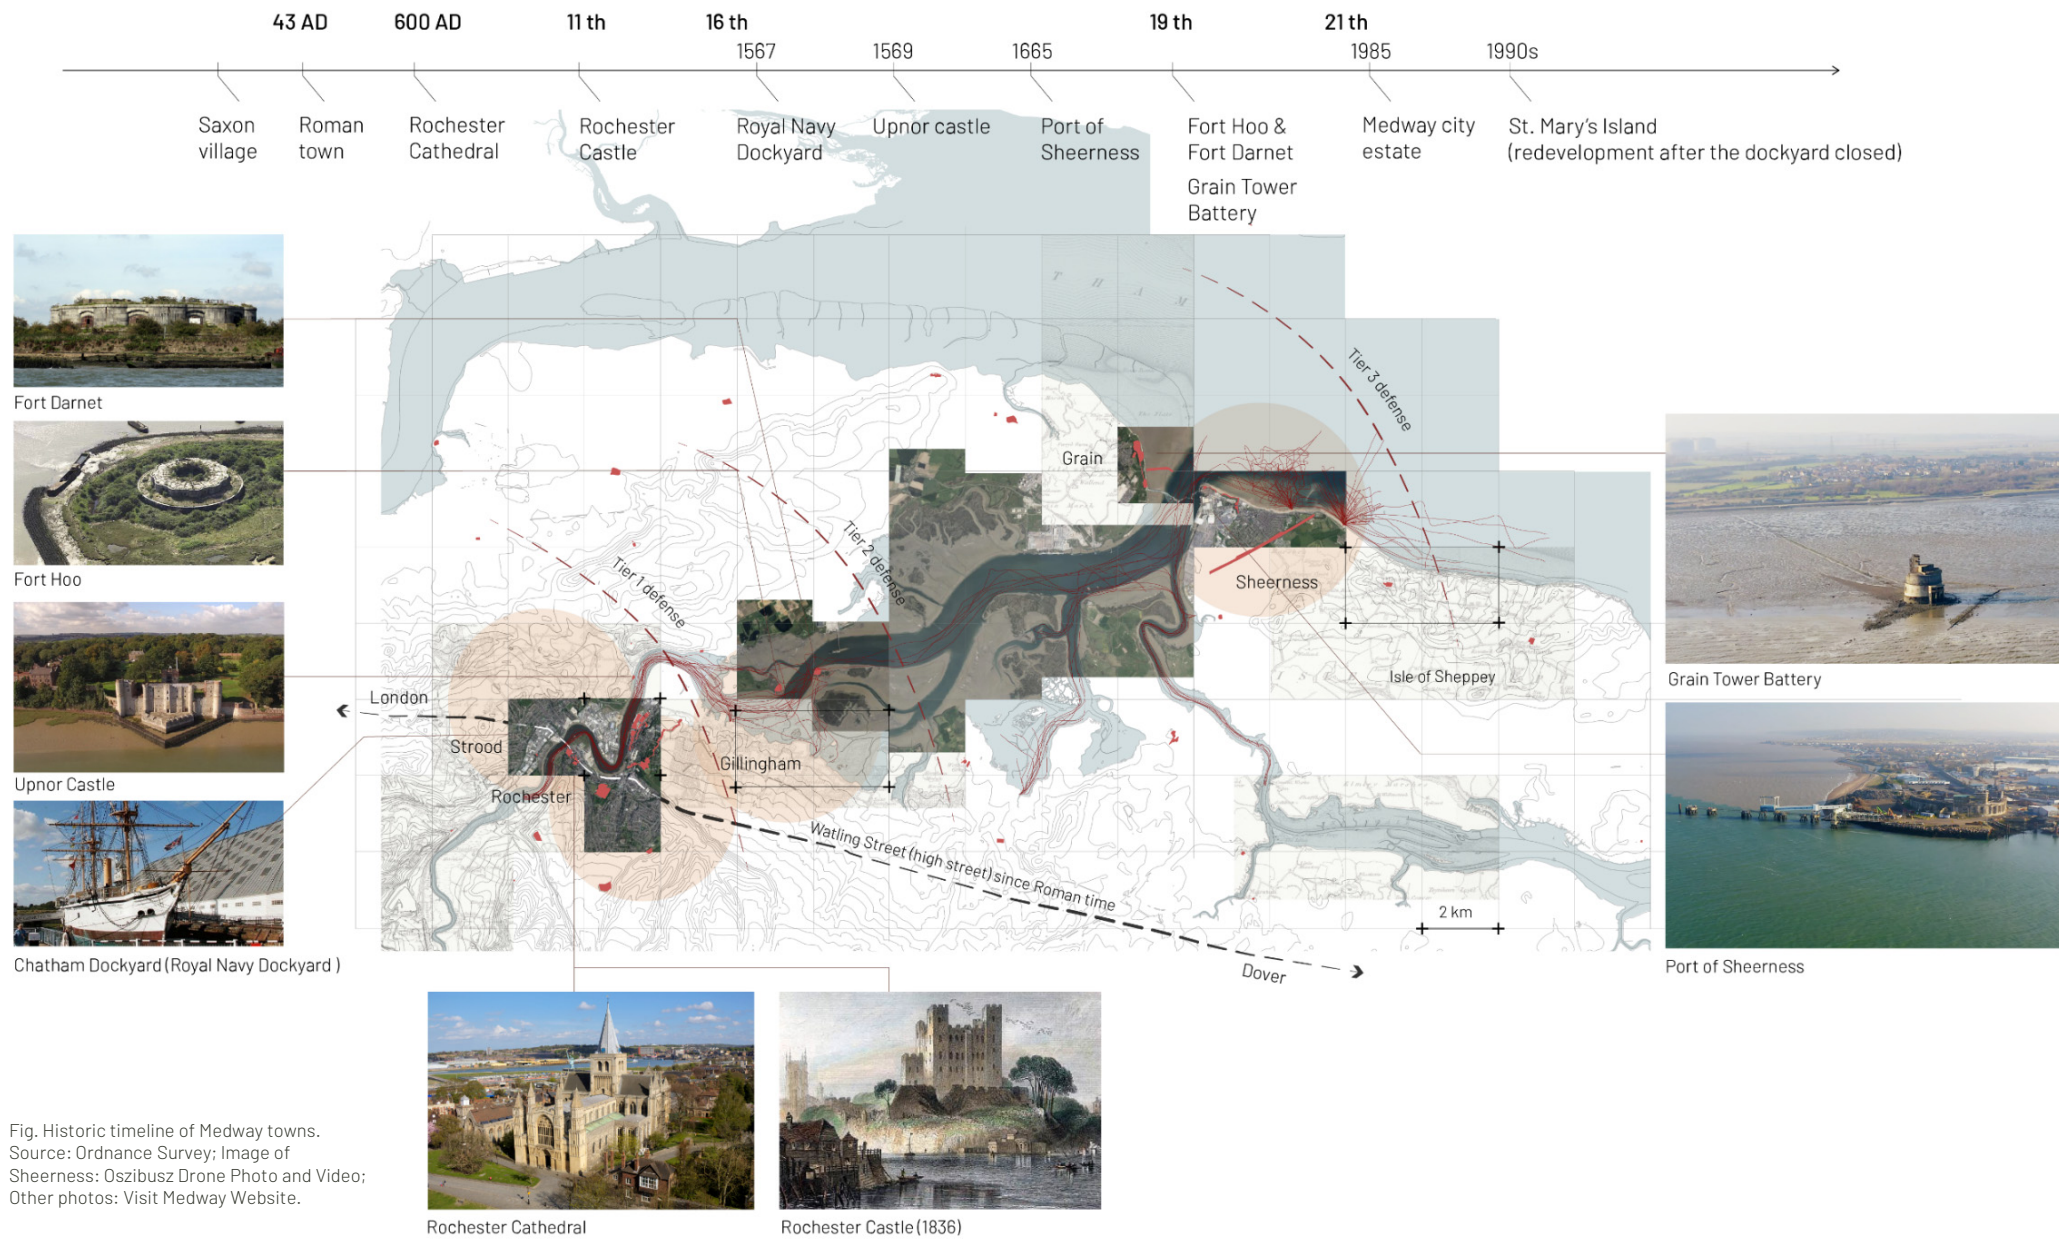 43 AD
600 AD
11 th
16 th
19 th
21 th
1567
1569
1665
1985
1990s
Saxon
village
Roman
town
Rochester
Cathedral
Rochester
Castle
Royal Navy
Dockyard
Upnor castle
Port of
Sheerness
Fort Hoo &
Fort Darnet
Grain Tower
Battery
Medway city
estate
St. Mary's Island
(redevelopment after the dockyard closed)
T H A M
Tier 3 defense
Tier 2 defense
Tier 1 defense
Grain
Sheerness
Isle of Sheppey
London
Strood
Rochester
Gillingham
Watling Street (high street) since Roman time
Dover
2 km
Fort Darnet
Fort Hoo
Upnor Castle
Chatham Dockyard (Royal Navy Dockyard )
Grain Tower Battery
Port of Sheerness
Rochester Cathedral
Rochester Castle (1836)
Fig. Historic timeline of Medway towns.
Source: Ordnance Survey; Image of
Sheerness: Oszibusz Drone Photo and Video;
Other photos: Visit Medway Website.